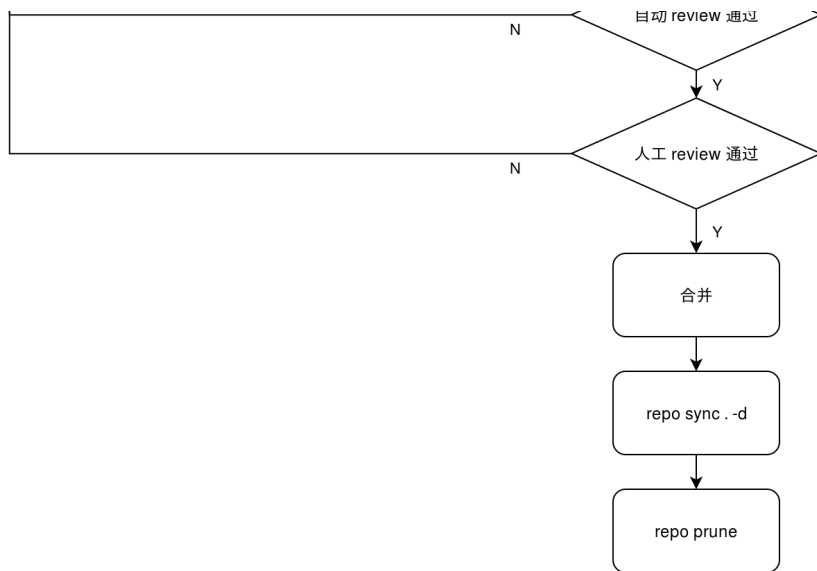 自动 review 通过
N
Y
人工 review 通过
N
Y
合并
repo sync . -d
repo prune